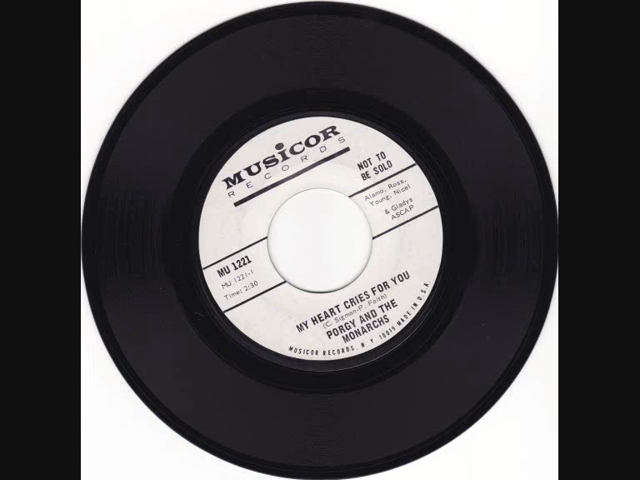 MUSICOR
RECORDS
NOT TO
BE SOLD
Alamo, Ross,
Young, Nicel
& Gladys
ASCAP
MU 1221
MU 1221-1
Time: 2:30
MY HEART CRIES FOR YOU
(C. Sigman-P. Faith)
PORGY AND THE
MONARCHS
MUSICOR RECORDS, N. Y. 10019 MADE IN U.S.A.